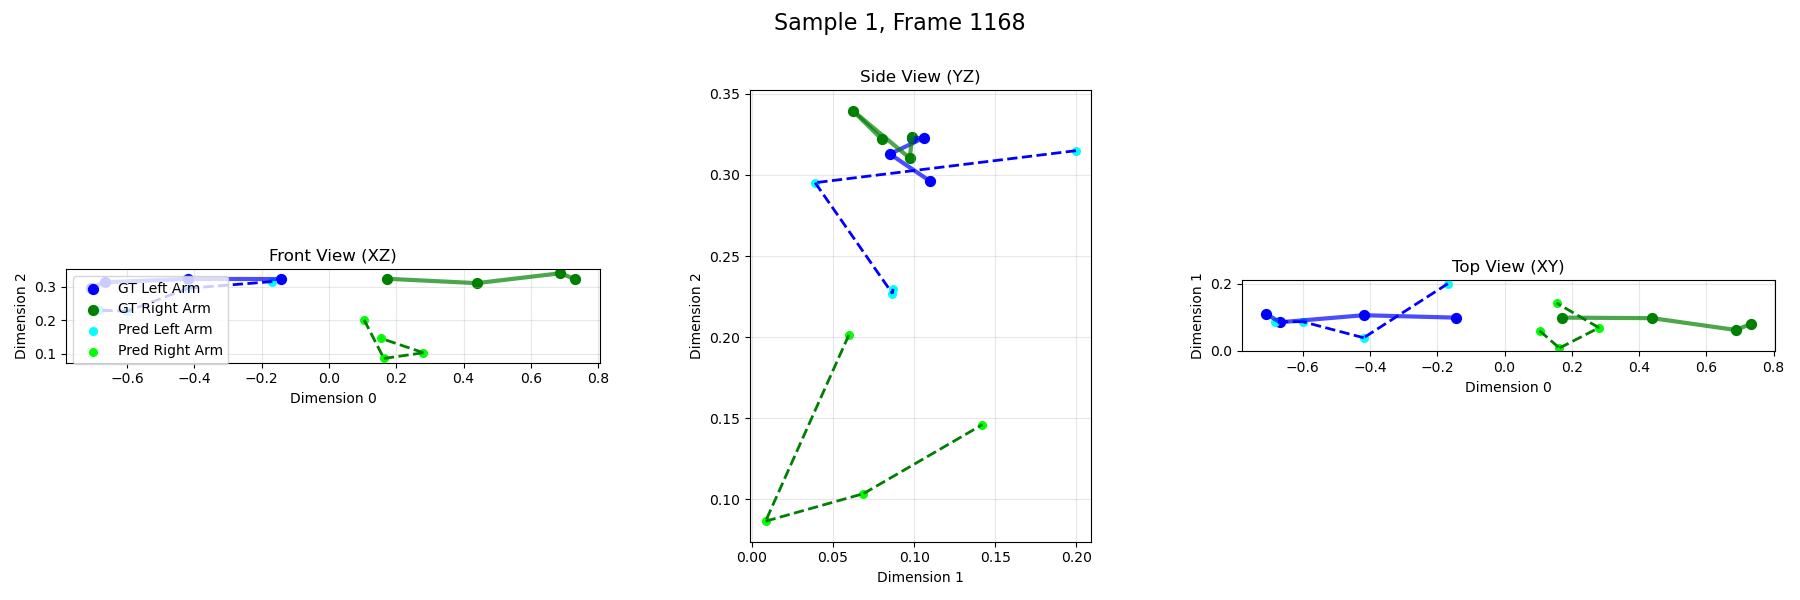 Sample 1, Frame 1168
Front View (XZ)
Dimension 2
0.3
0.2
0.1
GT Left Arm
GT Right Arm
Pred Left Arm
Pred Right Arm
−0.6
−0.4
−0.2
0.0
0.2
0.4
0.6
0.8
Dimension 0
Side View (YZ)
Dimension 2
0.35
0.30
0.25
0.20
0.15
0.10
0.00
0.05
0.10
0.15
0.20
Dimension 1
Top View (XY)
Dimension 1
0.2
0.0
−0.6
−0.4
−0.2
0.0
0.2
0.4
0.6
0.8
Dimension 0